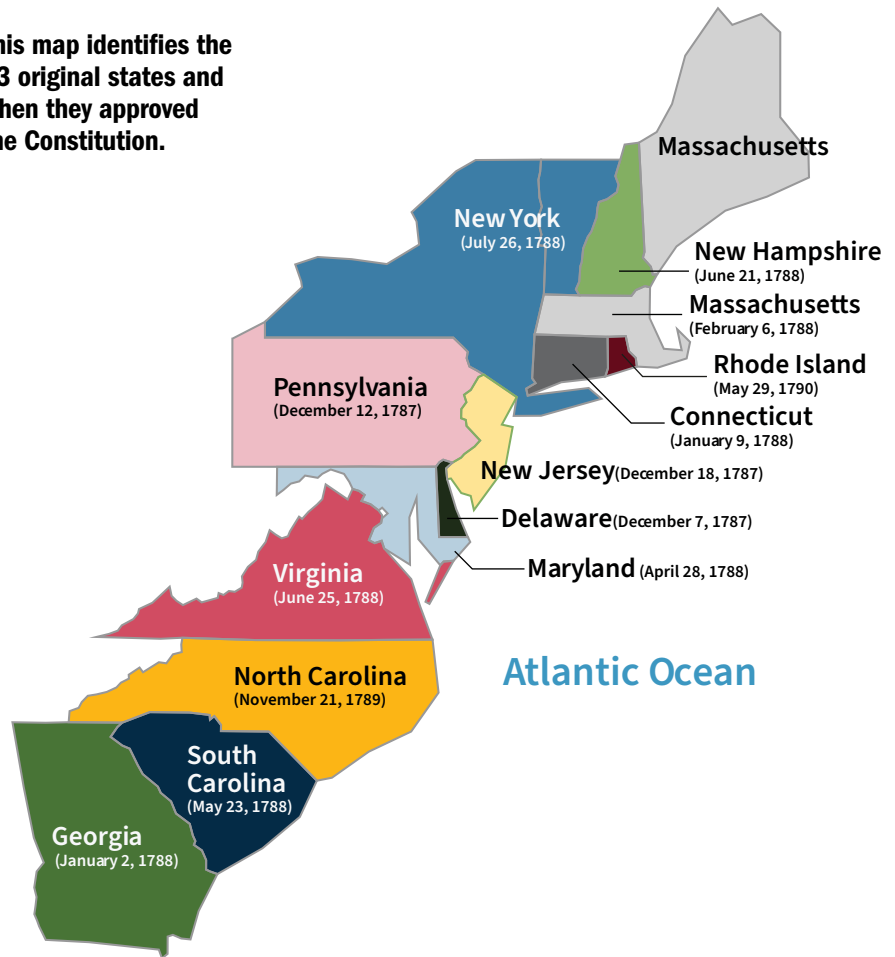 his map identifies the
3 original states and
hen they approved
ne Constitution.
Massachusetts
New York
(July 26, 1788)
New Hampshire
(June 21, 1788)
Massachusetts
(February 6, 1788)
Rhode Island
(May 29, 1790)
Pennsylvania
(December 12, 1787)
Connecticut
(January 9, 1788)
New Jersey(December 18, 1787)
Delaware(December 7, 1787)
Maryland (April 28, 1788)
Virginia
(June 25, 1788)
Atlantic Ocean
North Carolina
(November 21, 1789)
South
Carolina
(May 23, 1788)
Georgia
(January 2, 1788)